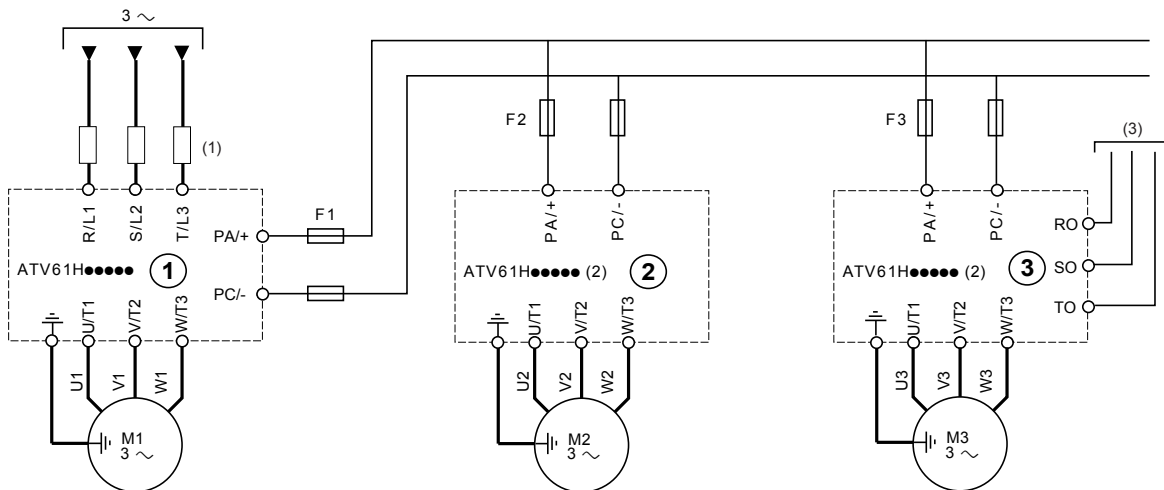 3 ~
(1)
F2
F3
(3)
R/L1
S/L2
T/L3
PA/+
F1
PA/+
PC/-
PA/+
PC/-
RO
ATV61H●●●●● 1
ATV61H●●●●● (2) 2
ATV61H●●●●● (2) 3
SO
PC/-
TO
U/T1
V/T2
W/T3
U/T1
V/T2
W/T3
U/T1
V/T2
W/T3
U1
V1
W1
U2
V2
W2
U3
V3
W3
M1
3 ~
M2
3 ~
M3
3 ~